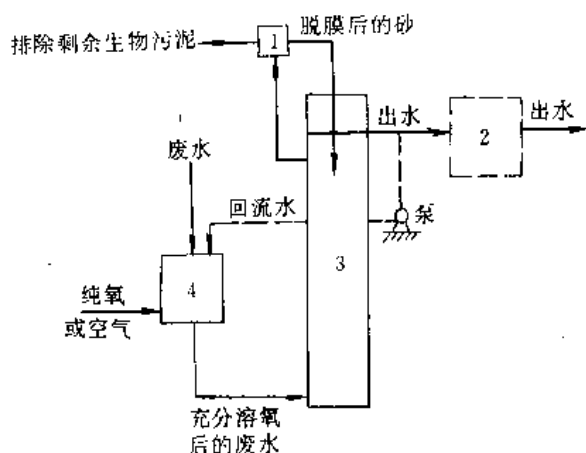 排除剩余生物污泥
1
脱膜后的砂
出水
2
出水
废水
回流水
泵
3
4
纯氧
或空气
充分溶氧
后的废水